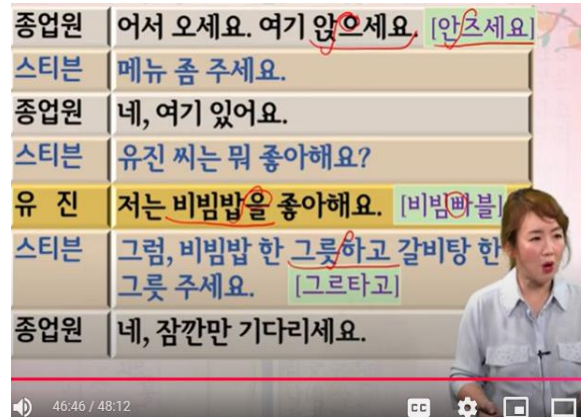 종업원 어서 오세요. 여기 앉으세요. [안즈세요]
스티븐 메뉴 좀 주세요.
종업원 네, 여기 있어요.
스티븐 유진 씨는 뭐 좋아해요?
유 진 저는 비빔밥을 좋아해요. [비빔빠블]
스티븐 그럼, 비빔밥 한 그릇하고 갈비탕 한
그릇 주세요. [그르타고]
종업원 네, 잠깐만 기다리세요.
46:46 / 48:12 CC